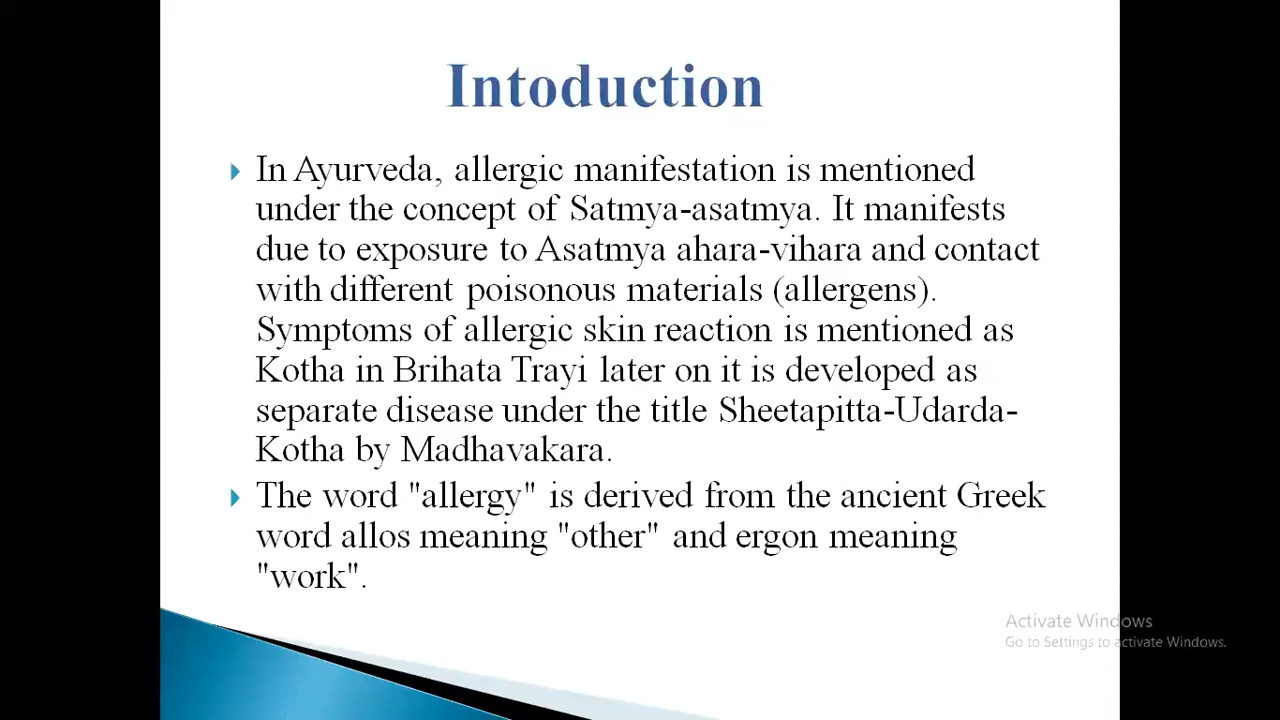 Intoduction
In Ayurveda, allergic manifestation is mentioned
under the concept of Satmya-asatmya. It manifests
due to exposure to Asatmya ahara-vihara and contact
with different poisonous materials (allergens).
Symptoms of allergic skin reaction is mentioned as
Kotha in Brihata Trayi later on it is developed as
separate disease under the title Sheetapitta-Udarda-
Kotha by Madhavakara.
The word "allergy" is derived from the ancient Greek
word allos meaning "other" and ergon meaning
"work".
Activate Windows
Go to Settings to activate Windows.